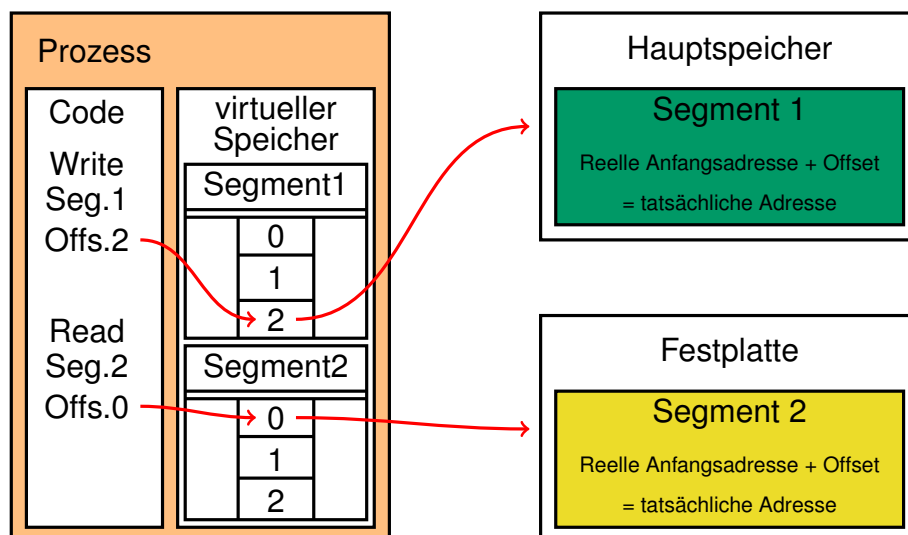 Prozess
Code
Write
Seg.1
Offs.2
Read
Seg.2
Offs.0
virtueller
Speicher
Segment1
0
1
2
Segment2
0
1
2
Hauptspeicher
Segment 1
Reelle Anfangsadresse + Offset
= tatsächliche Adresse
Festplatte
Segment 2
Reelle Anfangsadresse + Offset
= tatsächliche Adresse